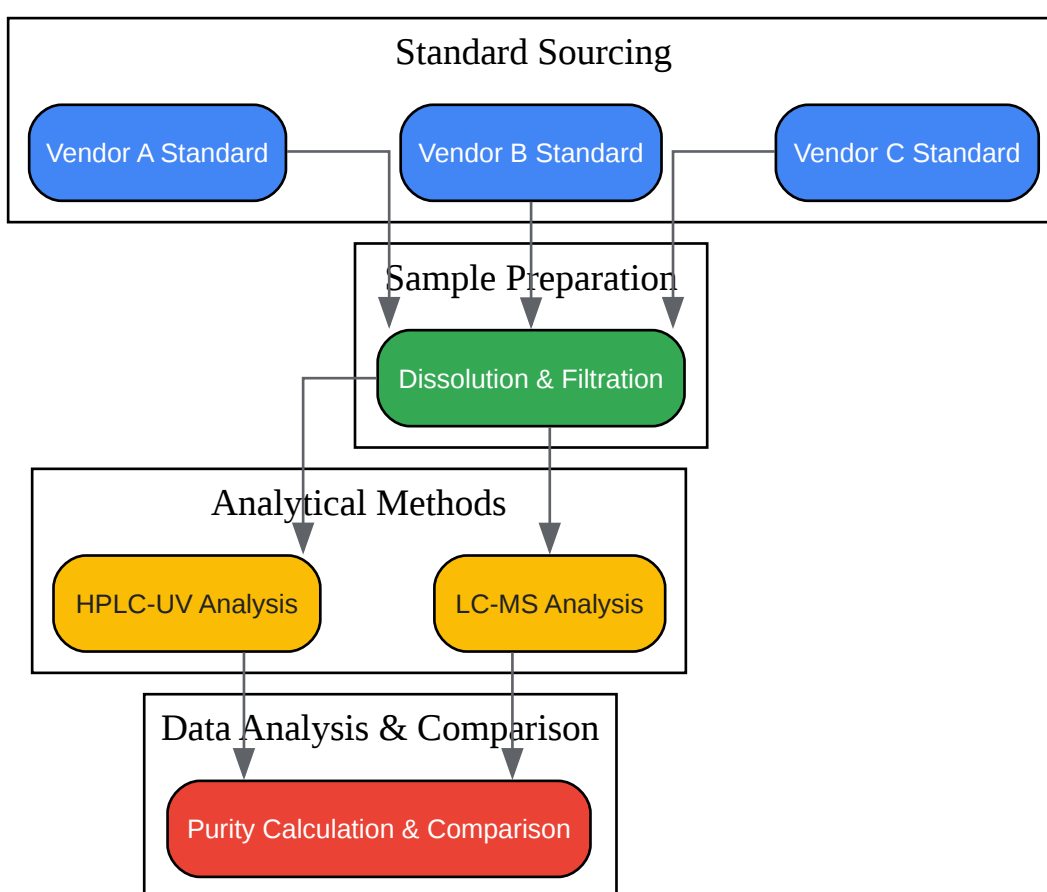 Standard Sourcing
Vendor A Standard
Vendor B Standard
Vendor C Standard
Sample Preparation
Dissolution & Filtration
Analytical Methods
HPLC-UV Analysis
LC-MS Analysis
Data Analysis & Comparison
Purity Calculation & Comparison